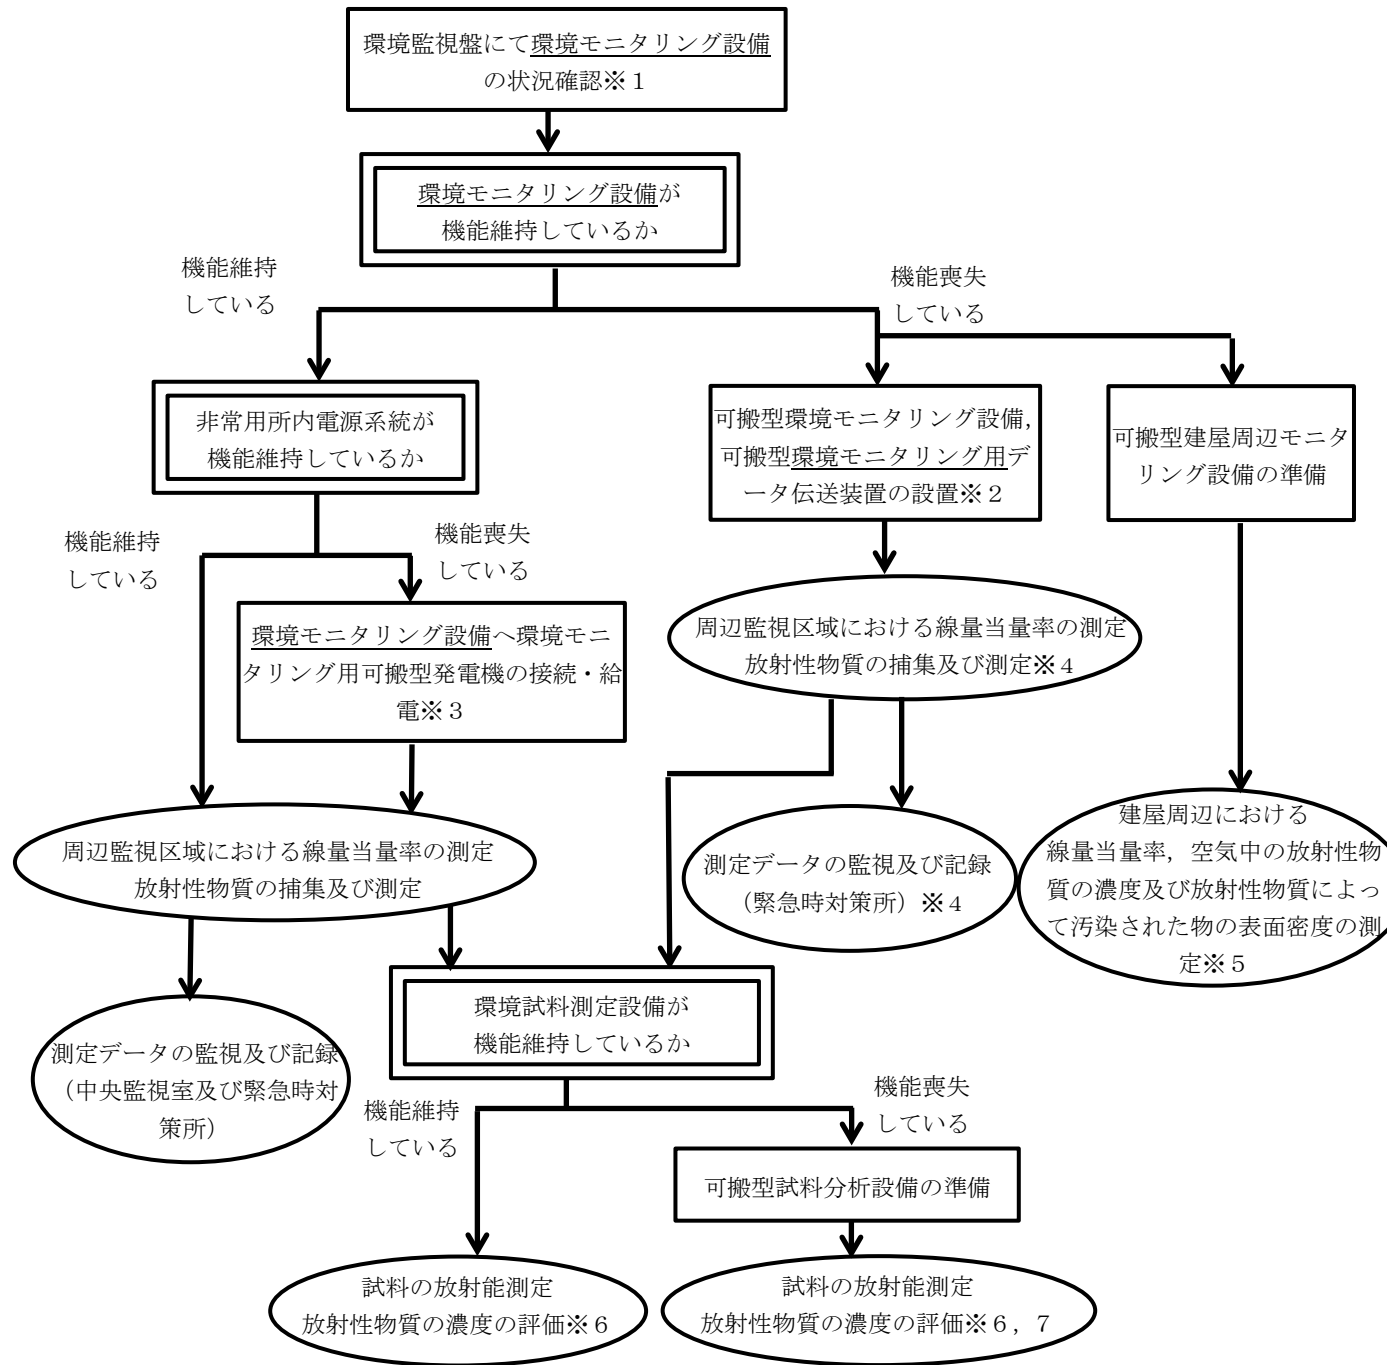 環境監視盤にて環境モニタリング設備
の状況確認※１
環境モニタリング設備が
機能維持しているか
機能維持
している
機能喪失
している
非常用所内電源系統が
機能維持しているか
可搬型環境モニタリング設備，
可搬型環境モニタリング用デ
ータ伝送装置の設置※２
可搬型建屋周辺モニタ
リング設備の準備
機能維持
している
機能喪失
している
環境モニタリング設備へ環境モニ
タリング用可搬型発電機の接続・給
電※３
周辺監視区域における線量当量率の測定
放射性物質の捕集及び測定※４
周辺監視区域における線量当量率の測定
放射性物質の捕集及び測定
測定データの監視及び記録
（緊急時対策所）※４
建屋周辺における
線量当量率，空気中の放射性物
質の濃度及び放射性物質によっ
て汚染された物の表面密度の測
定※５
測定データの監視及び記録
（中央監視室及び緊急時対
策所）
環境試料測定設備が
機能維持しているか
機能維持
している
機能喪失
している
可搬型試料分析設備の準備
試料の放射能測定
放射性物質の濃度の評価※６
試料の放射能測定
放射性物質の濃度の評価※６，７